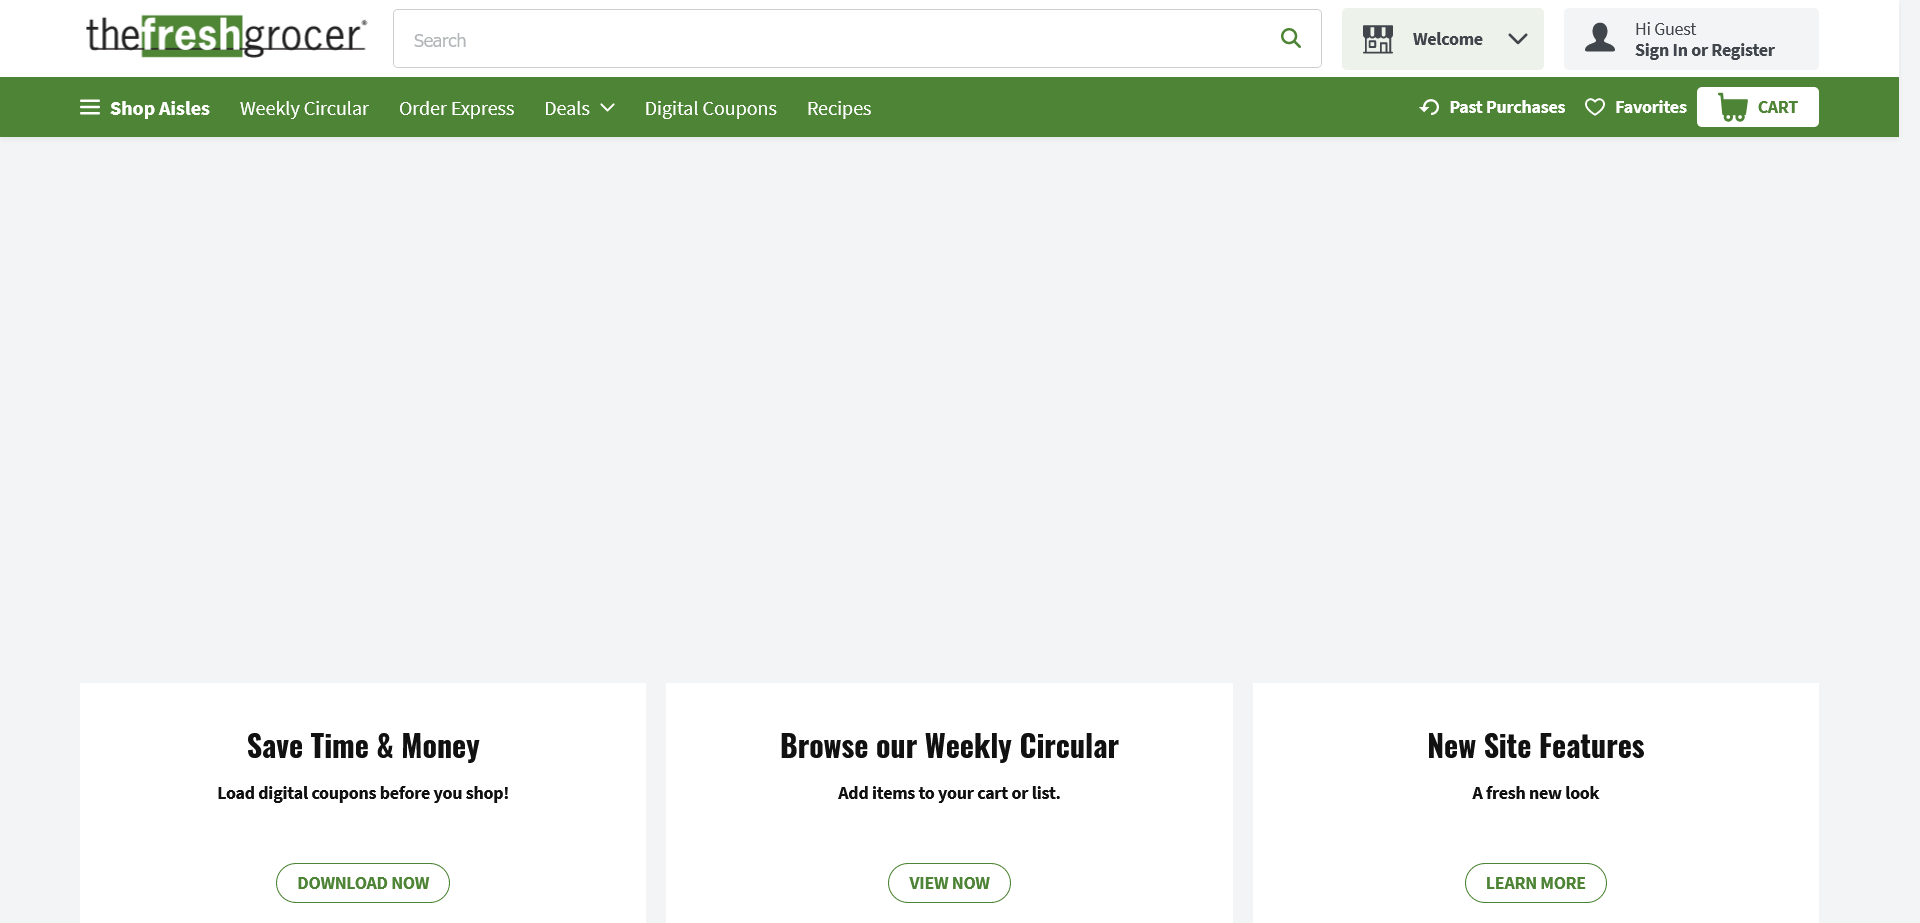 thefreshgrocer®
Search
Welcome
Hi Guest
Sign In or Register
Shop Aisles
Weekly Circular
Order Express
Deals
Digital Coupons
Recipes
Past Purchases
Favorites
CART
Save Time & Money
Load digital coupons before you shop!
DOWNLOAD NOW
Browse our Weekly Circular
Add items to your cart or list.
VIEW NOW
New Site Features
A fresh new look
LEARN MORE